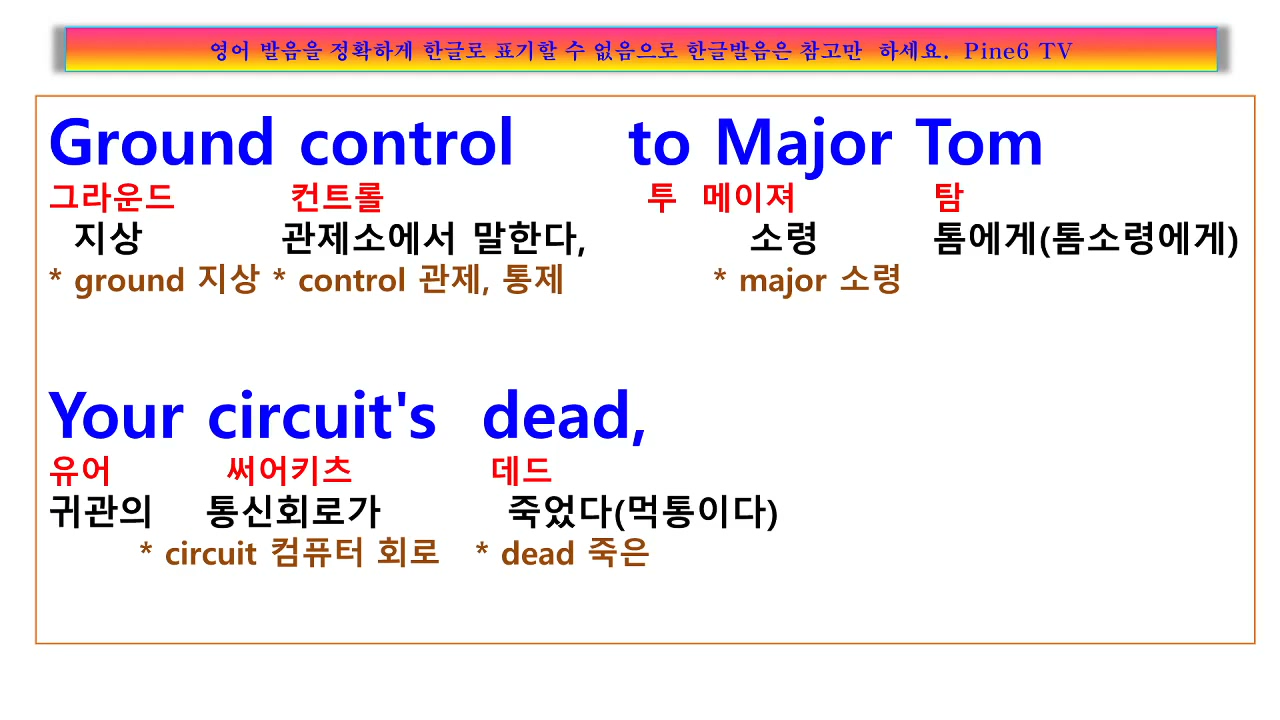 영어 발음을 정확하게 한글로 표기할 수 없음으로 한글발음은 참고만 하세요. Pine6 TV
Ground control to Major Tom
그라운드 컨트롤 투 메이져 탐
지상 관제소에서 말한다, 소령 톰에게(톰소령에게)
* ground 지상 * control 관제, 통제 * major 소령
Your circuit's dead,
유어 써어키츠 데드
귀관의 통신회로가 죽었다(먹통이다)
* circuit 컴퓨터 회로 * dead 죽은